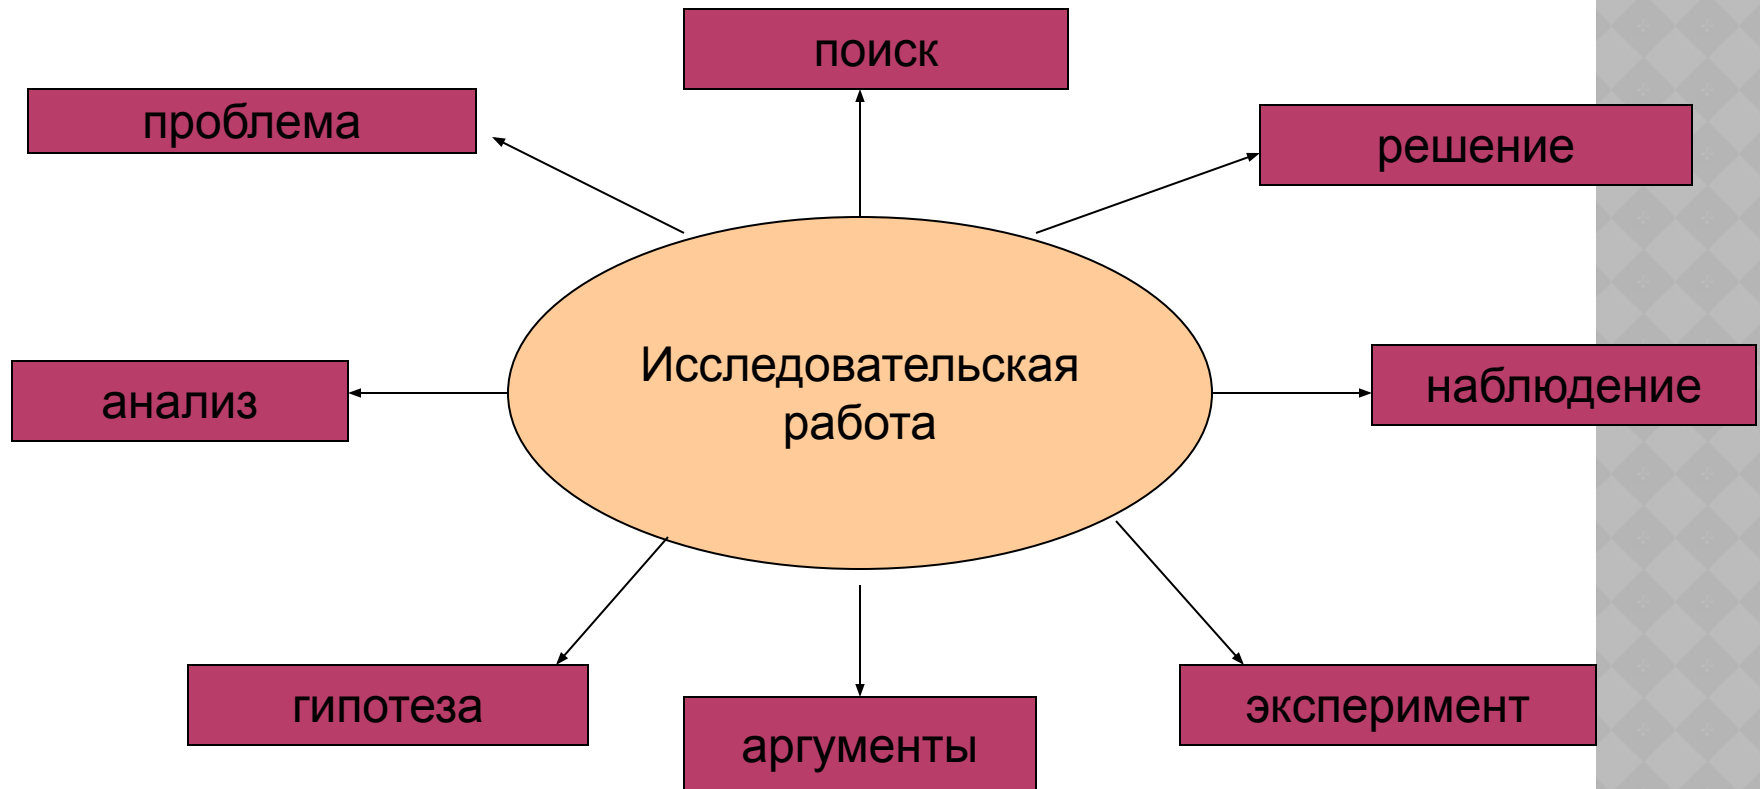 поиск
проблема
решение
Исследовательская
работа
анализ
наблюдение
гипотеза
аргументы
эксперимент